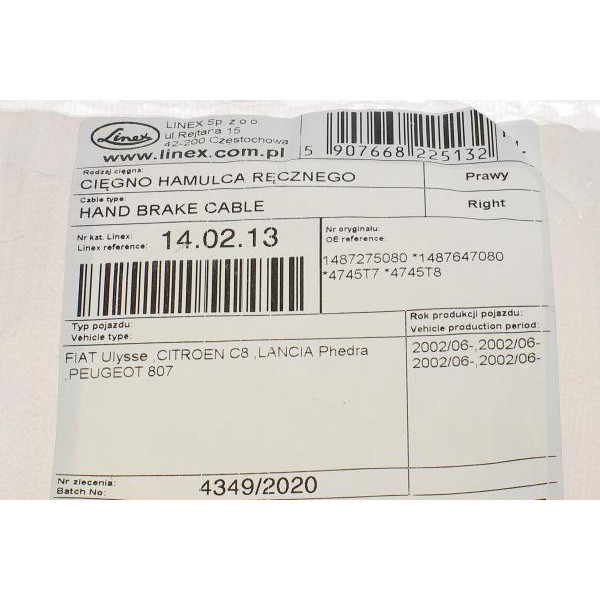 Linex
LINEX Sp. z o o
ul Rejtana 15
42-200 Częstochowa
www.linex.com.pl
5 907668 225132
Rodzaj cięgna:
CIĘGNO HAMULCA RĘCZNEGO
Prawy
Cable type:
HAND BRAKE CABLE
Right
Nr kat. Linex:
Linex reference:
14.02.13
Nr oryginału:
OE reference:
1487275080 *1487647080
*4745T7 *4745T8
Typ pojazdu:
Vehicle type:
Rok produkcji pojazdu:
Vehicle production period:
FIAT Ulysse ,CITROEN C8 ,LANCIA Phedra
,PEUGEOT 807
2002/06-,2002/06-
2002/06-,2002/06-
Nr zlecenia:
Batch No:
4349/2020